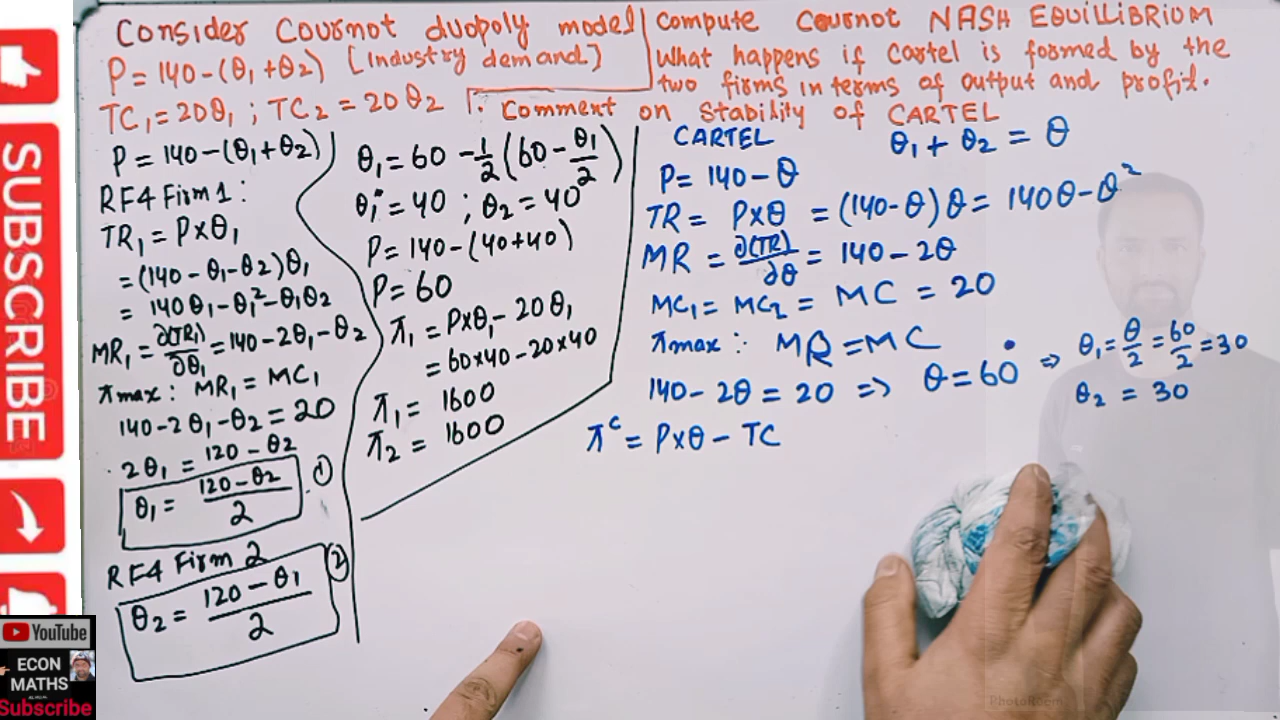 Consider Cournot duopoly model
P = 140 - (θ₁ + θ₂) [Industry demand]
TC₁ = 20θ₁ ; TC₂ = 20θ₂
Compute Cournot NASH EQUILLIBRIUM
What happens if Cartel is formed by the
two firms in terms of output and profit.
Comment on Stability of CARTEL
P = 140 - (θ₁ + θ₂)
RF4 Firm 1 :
TR₁ = P×θ₁
= (140 - θ₁ - θ₂)θ₁
= 140θ₁ - θ₁² - θ₁θ₂
MR₁ = ∂(TR₁)/∂θ₁ = 140 - 2θ₁ - θ₂
πmax : MR₁ = MC₁
140 - 2θ₁ - θ₂ = 20
2θ₁ = 120 - θ₂
θ₁ = (120 - θ₂)/2 ①
RF4 Firm 2
θ₂ = (120 - θ₁)/2 ②
θ₁ = 60 - 1/2 (60 - θ₁/2)
θ₁ = 40 ; θ₂ = 40
P = 140 - (40+40)
P = 60
π₁ = P×θ₁ - 20θ₁
= 60×40 - 20×40
π₁ = 1600
π₂ = 1600
CARTEL
θ₁ + θ₂ = θ
P = 140 - θ
TR = P×θ = (140 - θ)θ = 140θ - θ²
MR = ∂(TR)/∂θ = 140 - 2θ
MC₁ = MC₂ = MC = 20
πmax : MR = MC
140 - 2θ = 20 => θ = 60 => θ₁ = θ/2 = 60/2 = 30
θ₂ = 30
πᶜ = P×θ - TC
SUBSCRIBE
YouTube
ECON
MATHS
Subscribe
PhotoRoom